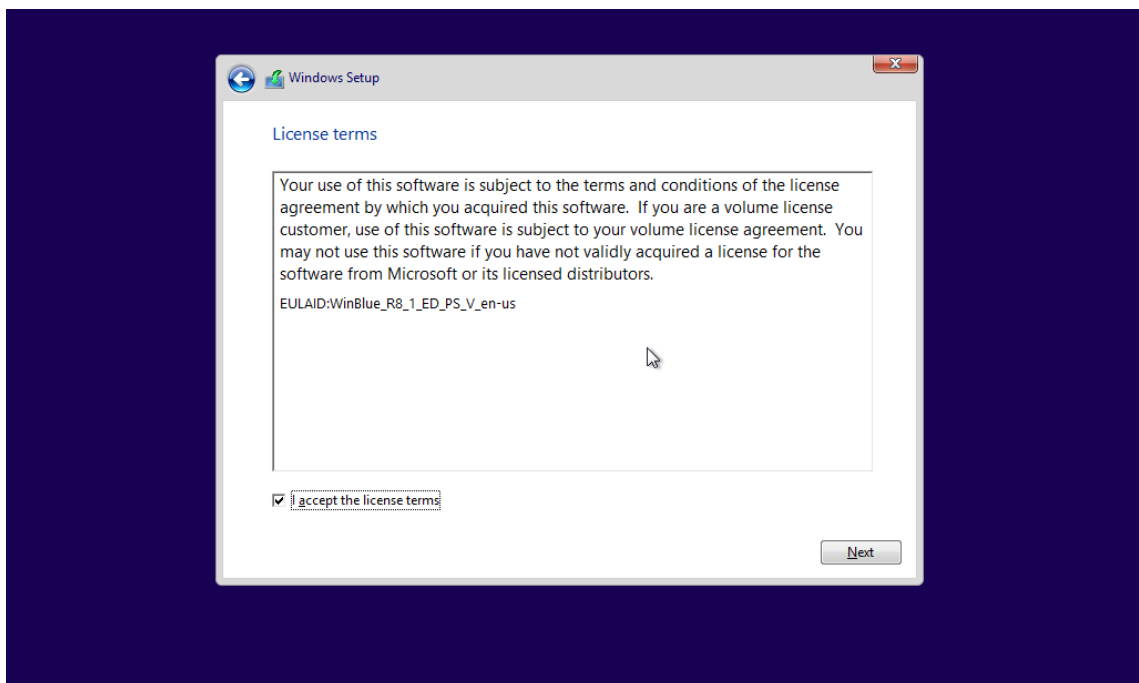 Windows Setup
License terms
Your use of this software is subject to the terms and conditions of the license
agreement by which you acquired this software.  If you are a volume license
customer, use of this software is subject to your volume license agreement.  You
may not use this software if you have not validly acquired a license for the
software from Microsoft or its licensed distributors.
EULAID:WinBlue_R8_1_ED_PS_V_en-us
I accept the license terms
Next